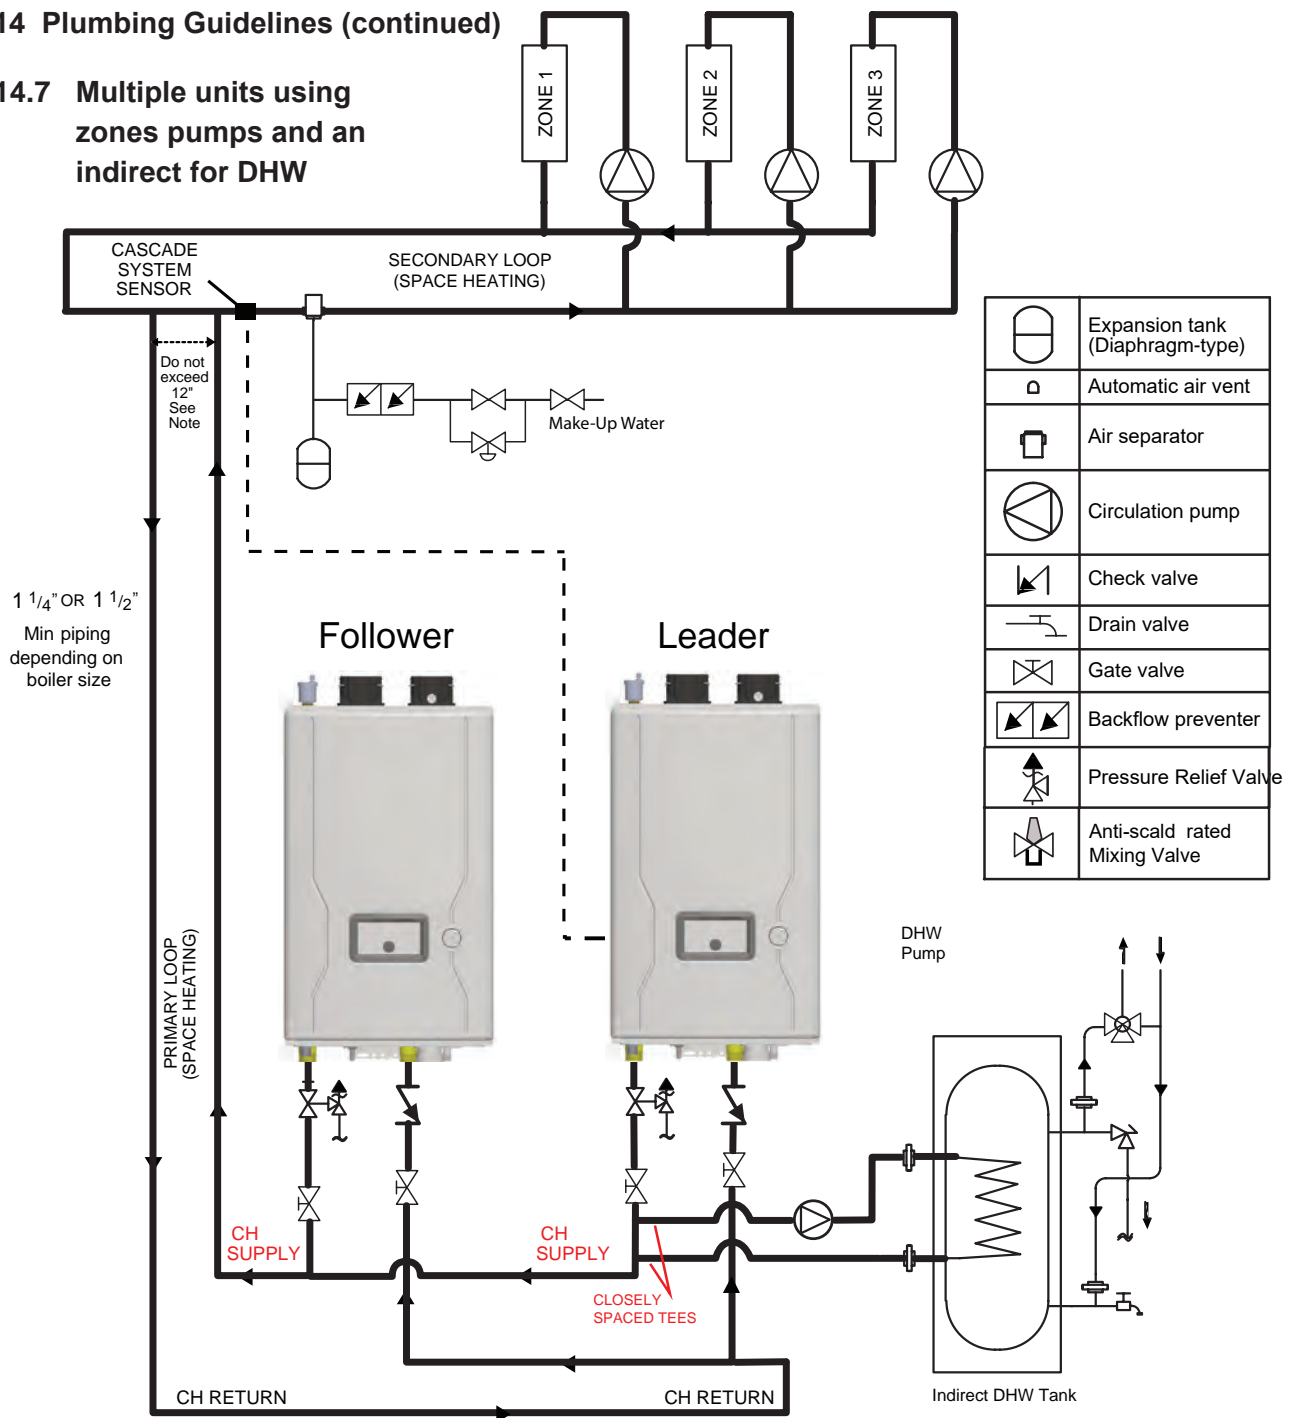 14 Plumbing Guidelines (continued)
14.7 Multiple units using
zones pumps and an
indirect for DHW
ZONE 1
ZONE 2
ZONE 3
CASCADE
SYSTEM
SENSOR
SECONDARY LOOP
(SPACE HEATING)
Do not
exceed
12"
See
Note
Make-Up Water
Expansion tank
(Diaphragm-type)
Automatic air vent
Air separator
Circulation pump
Check valve
Drain valve
Gate valve
Backflow preventer
Pressure Relief Valve
Anti-scald rated
Mixing Valve
1 1/4" OR 1 1/2"
Min piping
depending on
boiler size
Follower
Leader
PRIMARY LOOP
(SPACE HEATING)
DHW
Pump
CH
SUPPLY
CH
SUPPLY
CLOSELY
SPACED TEES
CH RETURN
CH RETURN
Indirect DHW Tank